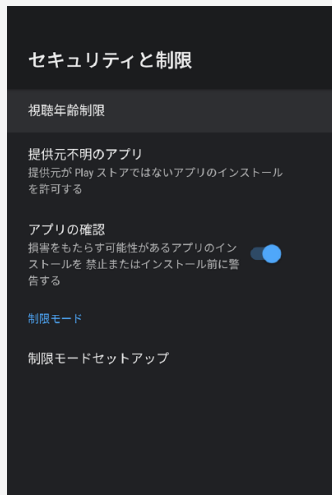 セキュリティと制限
視聴年齢制限
提供元不明のアプリ
提供元が Play ストアではないアプリのインストール
を許可する
アプリの確認
損害をもたらす可能性があるアプリのイン
ストールを 禁止またはインストール前に警
告する
制限モード
制限モードセットアップ